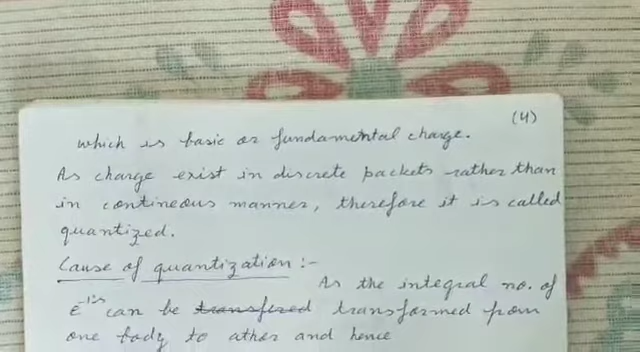 (4)
which is basic or fundamental charge.
As charge exist in discrete packets rather than
in contineous manner, therefore it is called
quantized.
Cause of quantization :-
As the integral no. of
e⁻¹'s can be transfered transformed from
one body to other and hence